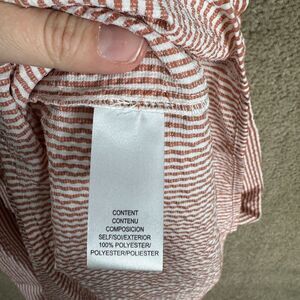 CONTENT
CONTENU
COMPOSICION
SELF/SOI/EXTERIOR
100% POLYESTER/
POLYESTER/POLIESTER